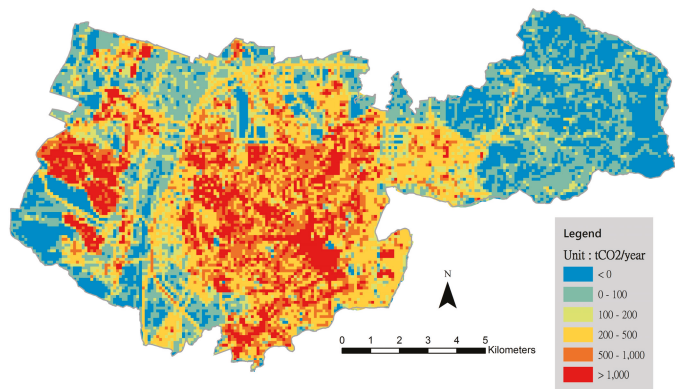 Legend
Unit : tCO2/year
< 0
0 - 100
100 - 200
200 - 500
500 - 1,000
> 1,000
N
0 1 2 3 4 5
Kilometers